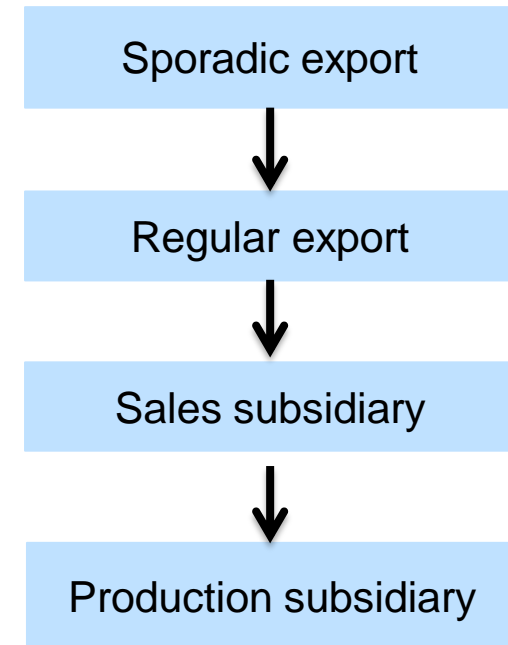 Sporadic export
Regular export
Sales subsidiary
Production subsidiary